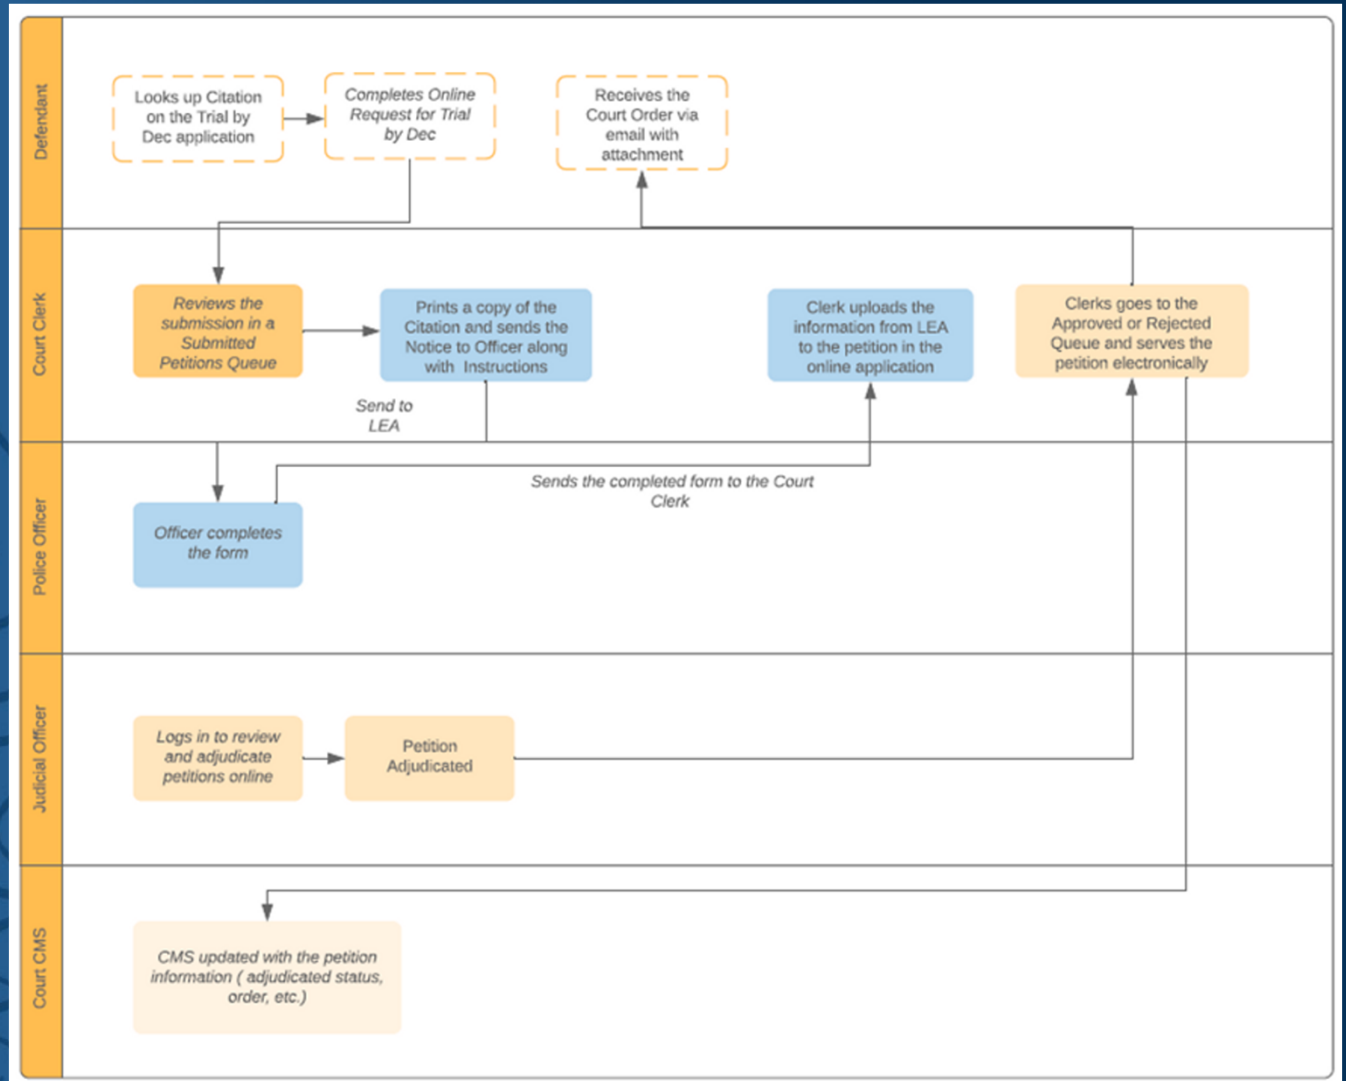 Defendant
Looks up Citation
on the Trial by
Dec application
Completes Online
Request for Trial
by Dec
Receives the
Court Order via
email with
attachment
Court Clerk
Reviews the
submission in a
Submitted
Petitions Queue
Prints a copy of the
Citation and sends the
Notice to Officer along
with Instructions
Clerk uploads the
information from LEA
to the petition in the
online application
Clerks goes to the
Approved or Rejected
Queue and serves the
petition electronically
Send to
LEA
Police Officer
Sends the completed form to the Court
Clerk
Officer completes
the form
Judicial Officer
Logs in to review
and adjudicate
petitions online
Petition
Adjudicated
Court CMS
CMS updated with the petition
information ( adjudicated status,
order, etc.)